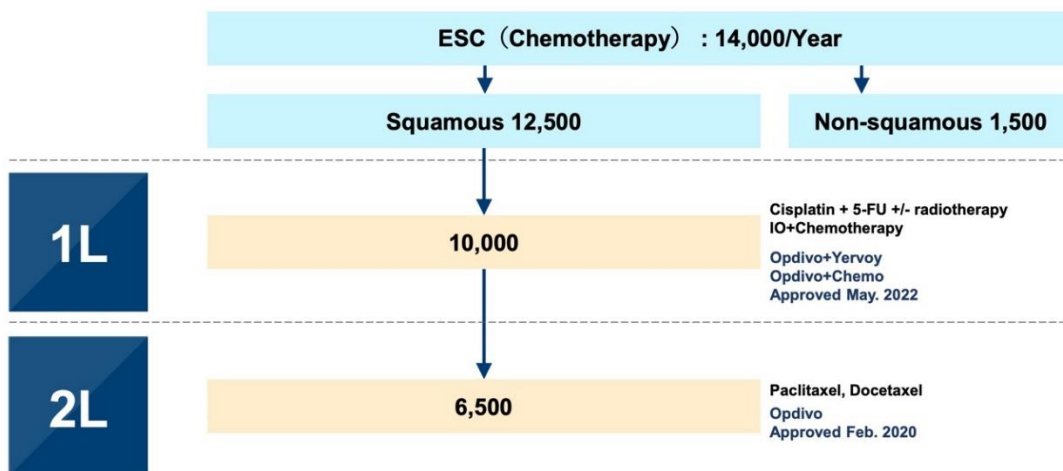 ESC（Chemotherapy）：14,000/Year
Squamous 12,500
Non-squamous 1,500
1L
10,000
Cisplatin + 5-FU +/- radiotherapy
IO+Chemotherapy
Opdivo+Yervoy
Opdivo+Chemo
Approved May. 2022
2L
6,500
Paclitaxel, Docetaxel
Opdivo
Approved Feb. 2020